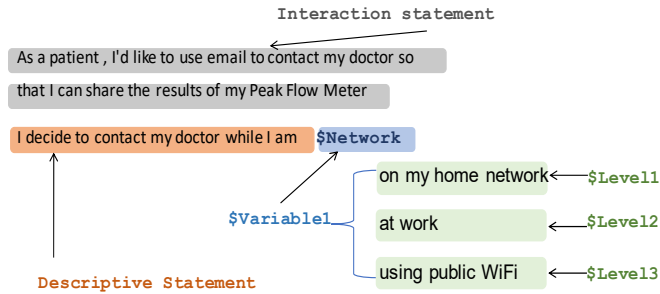 Interaction statement
As a patient , I'd like to use email to contact my doctor so
that I can share the results of my Peak Flow Meter
I decide to contact my doctor while I am $Network
on my home network $Level1
$Variable1 at work $Level2
using public WiFi $Level3
Descriptive Statement